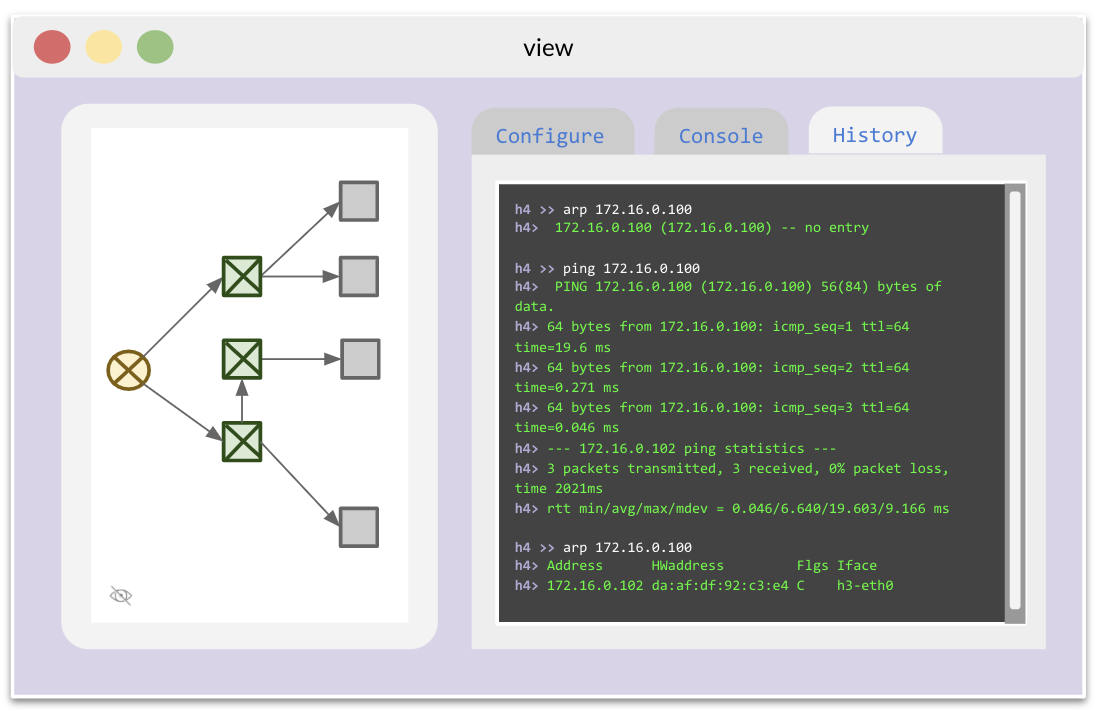 view
Configure
Console
History
h4 >> arp 172.16.0.100
h4>  172.16.0.100 (172.16.0.100) -- no entry
h4 >> ping 172.16.0.100
h4>  PING 172.16.0.100 (172.16.0.100) 56(84) bytes of
data.
h4> 64 bytes from 172.16.0.100: icmp_seq=1 ttl=64
time=19.6 ms
h4> 64 bytes from 172.16.0.100: icmp_seq=2 ttl=64
time=0.271 ms
h4> 64 bytes from 172.16.0.100: icmp_seq=3 ttl=64
time=0.046 ms
h4> --- 172.16.0.102 ping statistics ---
h4> 3 packets transmitted, 3 received, 0% packet loss,
time 2021ms
h4> rtt min/avg/max/mdev = 0.046/6.640/19.603/9.166 ms
h4 >> arp 172.16.0.100
h4> Address      HWaddress         Flgs Iface
h4> 172.16.0.102 da:af:df:92:c3:e4 C    h3-eth0